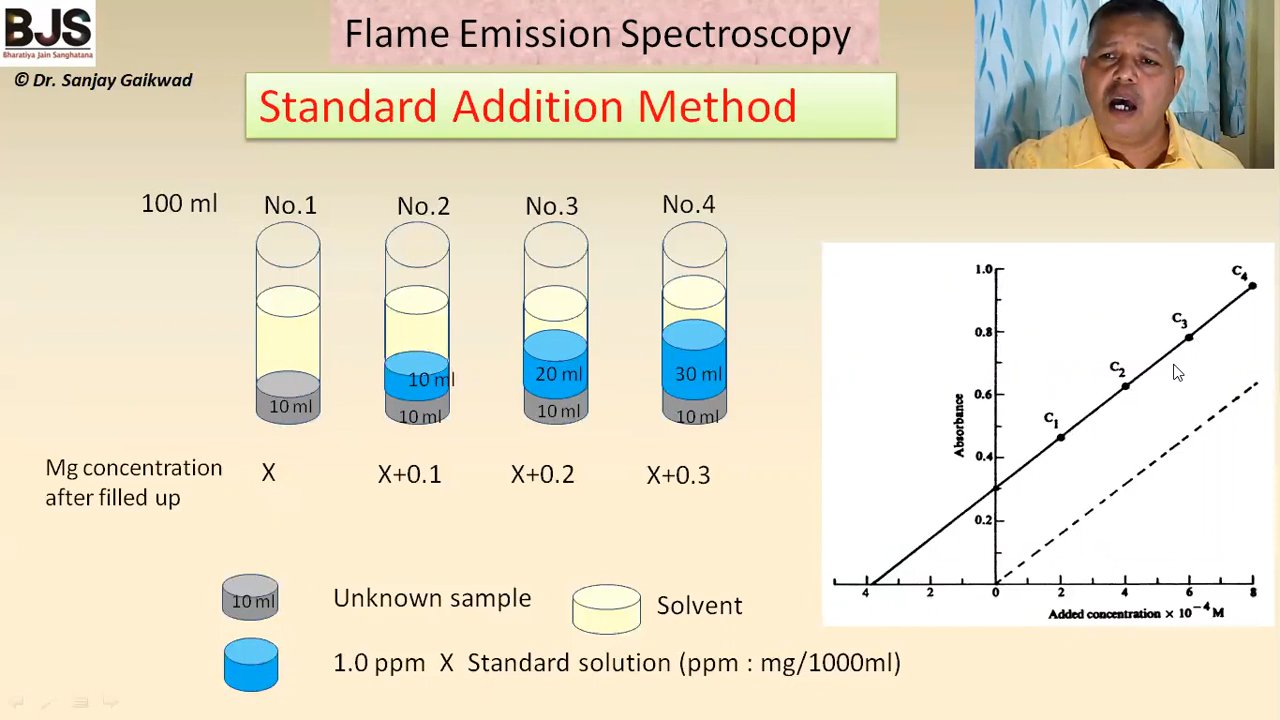 BJS
Bharatiya Jain Sanghatana
© Dr. Sanjay Gaikwad
Flame Emission Spectroscopy
Standard Addition Method
100 ml
No.1
No.2
No.3
No.4
10 ml
10 ml
20 ml
30 ml
10 ml
10 ml
10 ml
Mg concentration
after filled up
X
X+0.1
X+0.2
X+0.3
10 ml
Unknown sample
Solvent
1.0 ppm X Standard solution (ppm : mg/1000ml)
1.0
0.8
0.6
0.4
0.2
Absorbance
C1
C2
C3
C4
4 2 0 2 4 6 8
Added concentration × 10⁻⁴ M